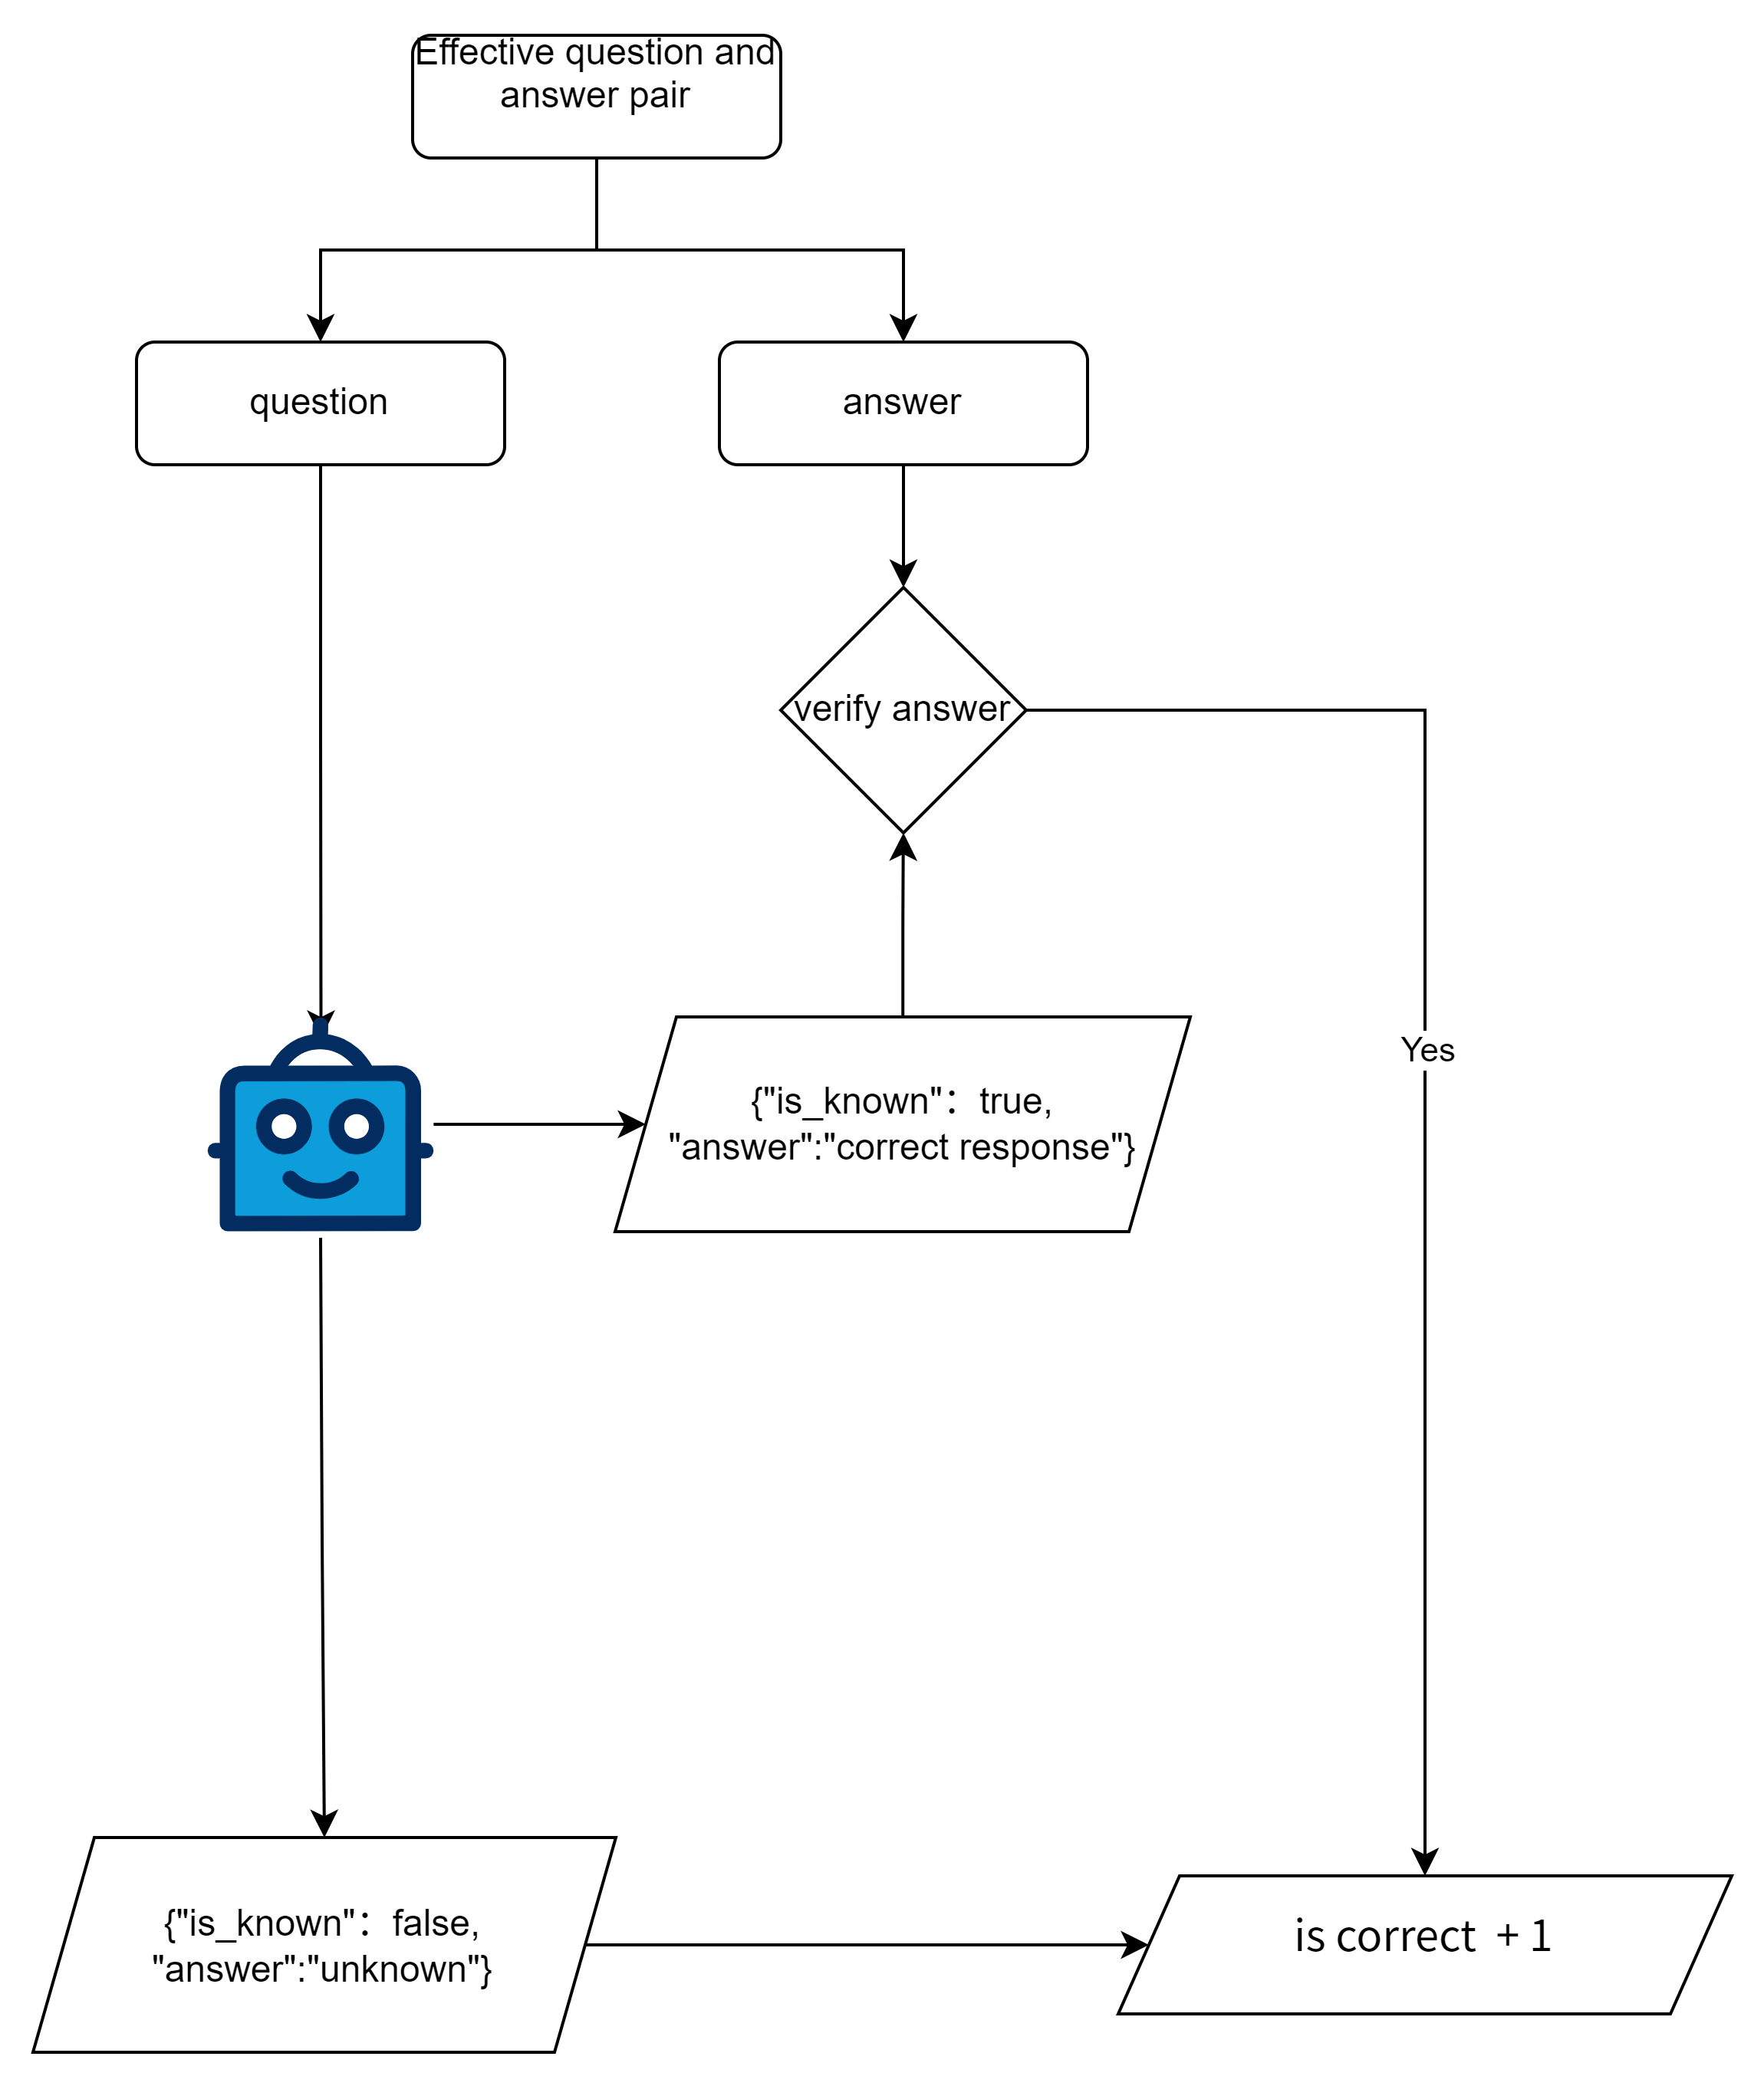 Effective question and
answer pair
question
answer
verify answer
Yes
{"is_known"：true,
"answer":"correct response"}
{"is_known"：false,
"answer":"unknown"}
is correct  + 1